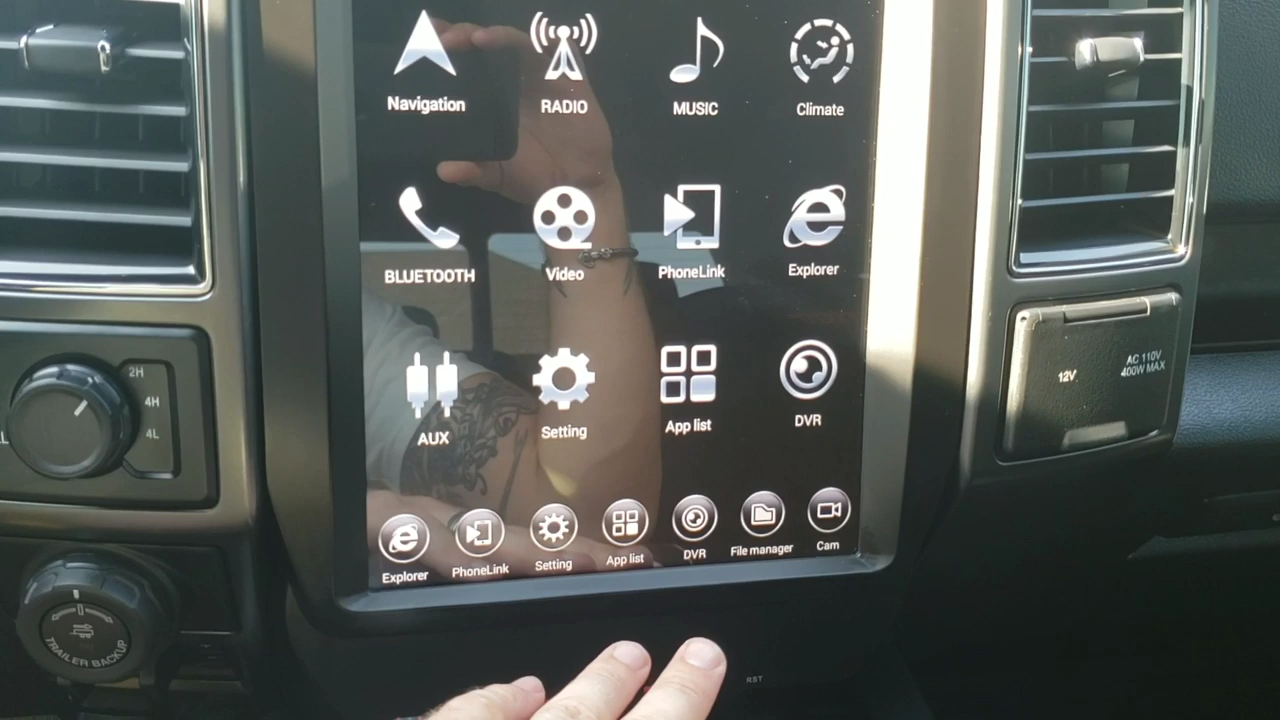 Navigation
RADIO
MUSIC
Climate
BLUETOOTH
Video
PhoneLink
Explorer
AUX
Setting
App list
DVR
Explorer
PhoneLink
Setting
App list
DVR
File manager
Cam
2H
4H
4L
TRAILER BACKUP
12V
AC 110V
400W MAX
RST